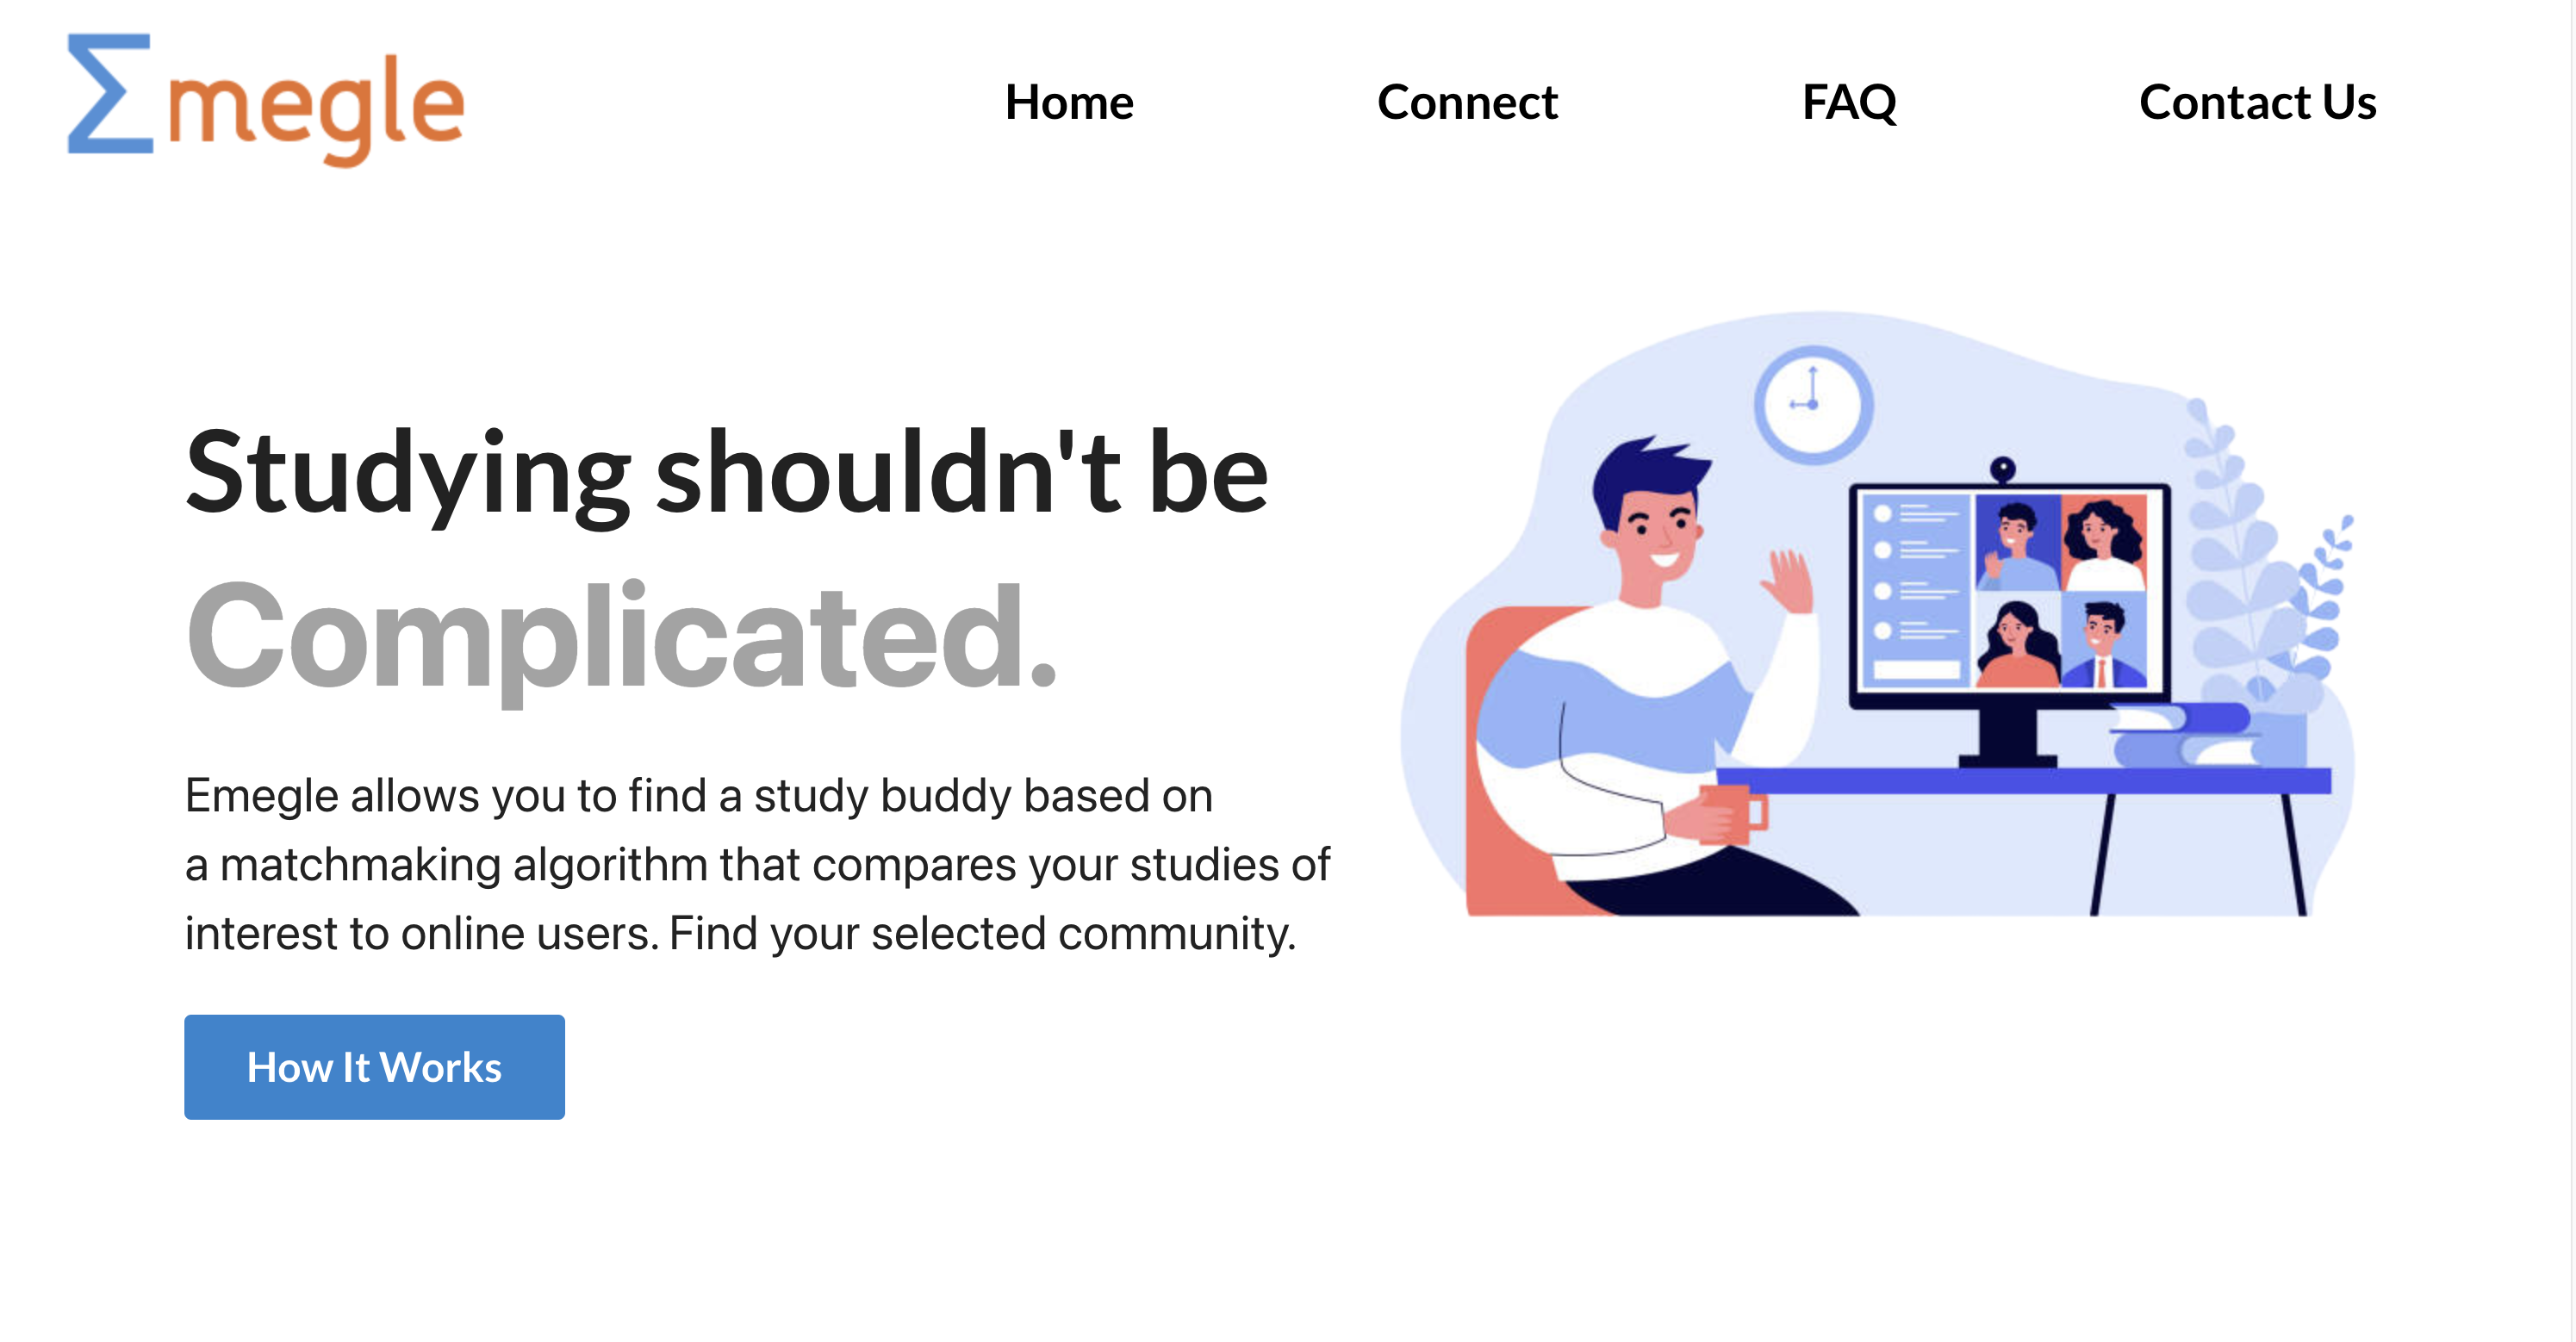 Σmegle
Home Connect FAQ Contact Us
Studying shouldn't be
Complicated.
Emegle allows you to find a study buddy based on
a matchmaking algorithm that compares your studies of
interest to online users. Find your selected community.
How It Works